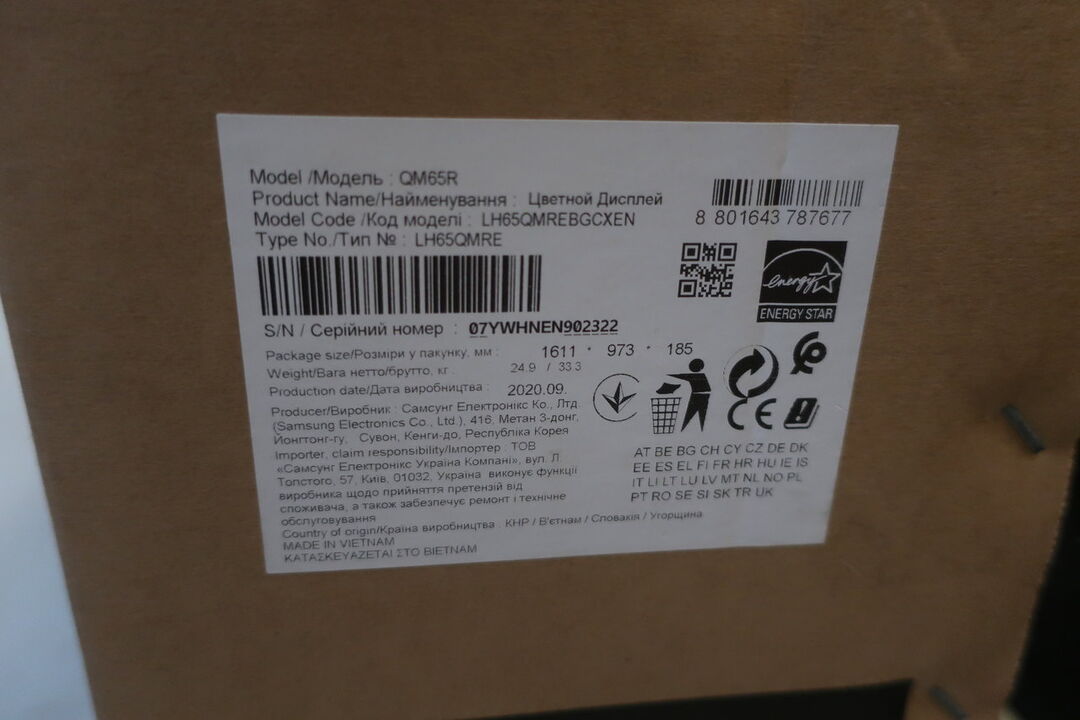 Model /Модель : QM65R
Product Name/Найменування : Цветной Дисплей
Model Code /Код моделі : LH65QMREBGCXEN
Type No./Тип № : LH65QMRE
8 801643 787677
energy
ENERGY STAR
S/N / Серійний номер : 07YWHNEN902322
Package size/Розміри у пакунку, мм : 1611 * 973 * 185
Weight/Вага нетто/брутто, кг : 24.9 / 33.3
Production date/Дата виробництва : 2020.09.
Producer/Виробник : Самсунг Електронікс Ко., Лтд.
(Samsung Electronics Co., Ltd.), 416, Метан 3-донг,
Йонгтонг-гу, Сувон, Кенги-до, Республіка Корея
Importer, claim responsibility/Імпортер : ТОВ
«Самсунг Електронікс Україна Компані», вул. Л.
Толстого, 57, Київ, 01032, Україна виконує функції
виробника щодо прийняття претензій від
споживача, а також забезпечує ремонт і технічне
обслуговування
Country of origin/Країна виробництва : КНР / В'єтнам / Словакія / Угорщина
MADE IN VIETNAM
ΚΑΤΑΣΚΕΥΑΖΕΤΑΙ ΣΤΟ ΒΙΕΤΝΑΜ
CE
AT BE BG CH CY CZ DE DK
EE ES EL FI FR HR HU IE IS
IT LI LT LU LV MT NL NO PL
PT RO SE SI SK TR UK